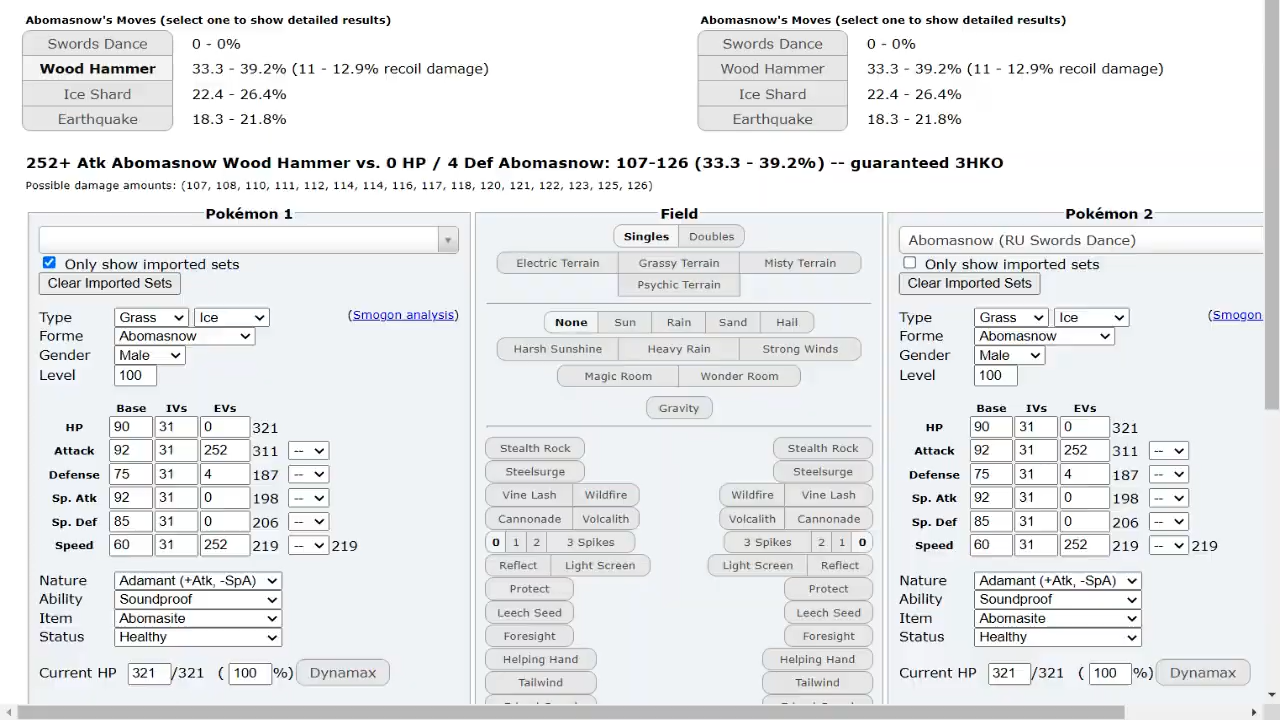 Abomasnow's Moves (select one to show detailed results)
Swords Dance 0 - 0%
Wood Hammer 33.3 - 39.2% (11 - 12.9% recoil damage)
Ice Shard 22.4 - 26.4%
Earthquake 18.3 - 21.8%
Abomasnow's Moves (select one to show detailed results)
Swords Dance 0 - 0%
Wood Hammer 33.3 - 39.2% (11 - 12.9% recoil damage)
Ice Shard 22.4 - 26.4%
Earthquake 18.3 - 21.8%
252+ Atk Abomasnow Wood Hammer vs. 0 HP / 4 Def Abomasnow: 107-126 (33.3 - 39.2%) -- guaranteed 3HKO
Possible damage amounts: (107, 108, 110, 111, 112, 114, 114, 116, 117, 118, 120, 121, 122, 123, 125, 126)
Pokémon 1
Only show imported sets
Clear Imported Sets
Type Grass Ice (Smogon analysis)
Forme Abomasnow
Gender Male
Level 100
Base IVs EVs
HP 90 31 0 321
Attack 92 31 252 311 --
Defense 75 31 4 187 --
Sp. Atk 92 31 0 198 --
Sp. Def 85 31 0 206 --
Speed 60 31 252 219 -- 219
Nature Adamant (+Atk, -SpA)
Ability Soundproof
Item Abomasite
Status Healthy
Current HP 321 /321 ( 100 %) Dynamax
Field
Singles Doubles
Electric Terrain Grassy Terrain Misty Terrain
Psychic Terrain
None Sun Rain Sand Hail
Harsh Sunshine Heavy Rain Strong Winds
Magic Room Wonder Room
Gravity
Stealth Rock Stealth Rock
Steelsurge Steelsurge
Vine Lash Wildfire Wildfire Vine Lash
Cannonade Volcalith Volcalith Cannonade
0 1 2 3 Spikes 3 Spikes 2 1 0
Reflect Light Screen Light Screen Reflect
Protect Protect
Leech Seed Leech Seed
Foresight Foresight
Helping Hand Helping Hand
Tailwind Tailwind
Pokémon 2
Abomasnow (RU Swords Dance)
Only show imported sets
Clear Imported Sets
Type Grass Ice (Smogon
Forme Abomasnow
Gender Male
Level 100
Base IVs EVs
HP 90 31 0 321
Attack 92 31 252 311 --
Defense 75 31 4 187 --
Sp. Atk 92 31 0 198 --
Sp. Def 85 31 0 206 --
Speed 60 31 252 219 -- 219
Nature Adamant (+Atk, -SpA)
Ability Soundproof
Item Abomasite
Status Healthy
Current HP 321 /321 ( 100 %) Dynamax